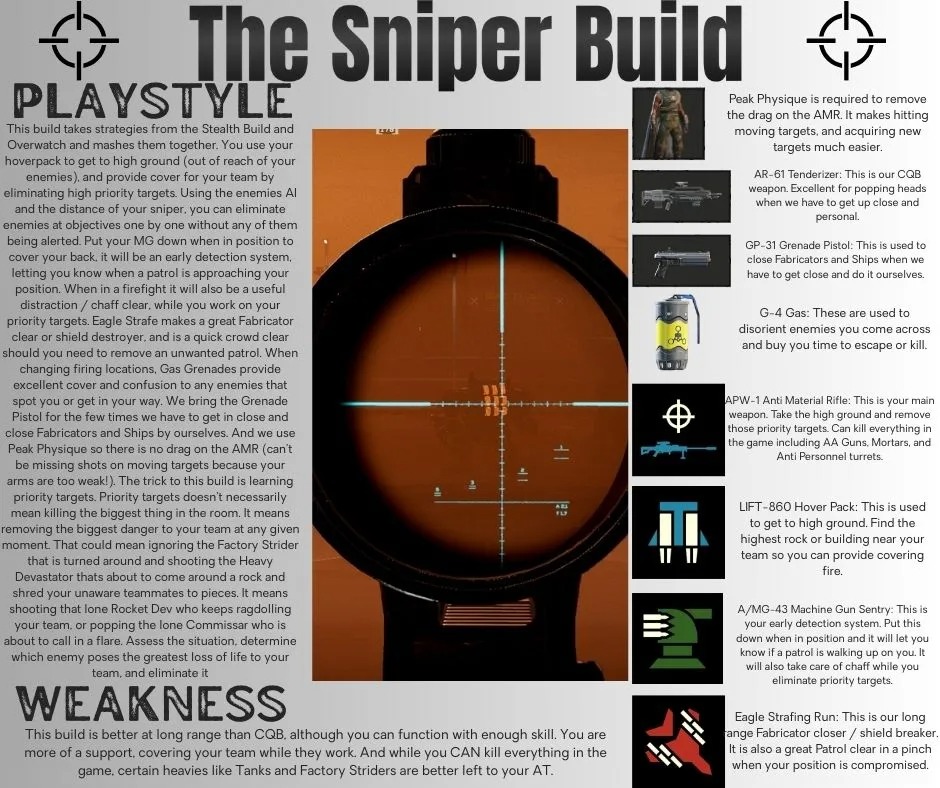 The Sniper Build
PLAYSTYLE
This build takes strategies from the Stealth Build and
Overwatch and mashes them together. You use your
hoverpack to get to high ground (out of reach of your
enemies), and provide cover for your team by
eliminating high priority targets. Using the enemies AI
and the distance of your sniper, you can eliminate
enemies at objectives one by one without any of them
being alerted. Put your MG down when in position to
cover your back, it will be an early detection system,
letting you know when a patrol is approaching your
position. When in a firefight it will also be a useful
distraction / chaff clear, while you work on your
priority targets. Eagle Strafe makes a great Fabricator
clear or shield destroyer, and is a quick crowd clear
should you need to remove an unwanted patrol. When
changing firing locations, Gas Grenades provide
excellent cover and confusion to any enemies that
spot you or get in your way. We bring the Grenade
Pistol for the few times we have to get in close and
close Fabricators and Ships by ourselves. And we use
Peak Physique so there is no drag on the AMR (can't
be missing shots on moving targets because your
arms are too weak!). The trick to this build is learning
priority targets. Priority targets doesn't necessarily
mean killing the biggest thing in the room. It means
removing the biggest danger to your team at any given
moment. That could mean ignoring the Factory Strider
that is turned around and shooting the Heavy
Devastator thats about to come around a rock and
shred your unaware teammates to pieces. It means
shooting that lone Rocket Dev who keeps ragdolling
your team, or popping the lone Commissar who is
about to call in a flare. Assess the situation, determine
which enemy poses the greatest loss of life to your
team, and eliminate it
WEAKNESS
This build is better at long range than CQB, although you can function with enough skill. You are
more of a support, covering your team while they work. And while you CAN kill everything in the
game, certain heavies like Tanks and Factory Striders are better left to your AT.
Peak Physique is required to remove
the drag on the AMR. It makes hitting
moving targets, and acquiring new
targets much easier.
AR-61 Tenderizer: This is our CQB
weapon. Excellent for popping heads
when we have to get up close and
personal.
GP-31 Grenade Pistol: This is used to
close Fabricators and Ships when we
have to get close and do it ourselves.
G-4 Gas: These are used to
disorient enemies you come across
and buy you time to escape or kill.
APW-1 Anti Material Rifle: This is your main
weapon. Take the high ground and remove
those priority targets. Can kill everything in
the game including AA Guns, Mortars, and
Anti Personnel turrets.
LIFT-860 Hover Pack: This is used
to get to high ground. Find the
highest rock or building near your
team so you can provide covering
fire.
A/MG-43 Machine Gun Sentry: This is
your early detection system. Put this
down when in position and it will let you
know if a patrol is walking up on you. It
will also take care of chaff while you
eliminate priority targets.
Eagle Strafing Run: This is our long
range Fabricator closer / shield breaker.
It is also a great Patrol clear in a pinch
when your position is compromised.